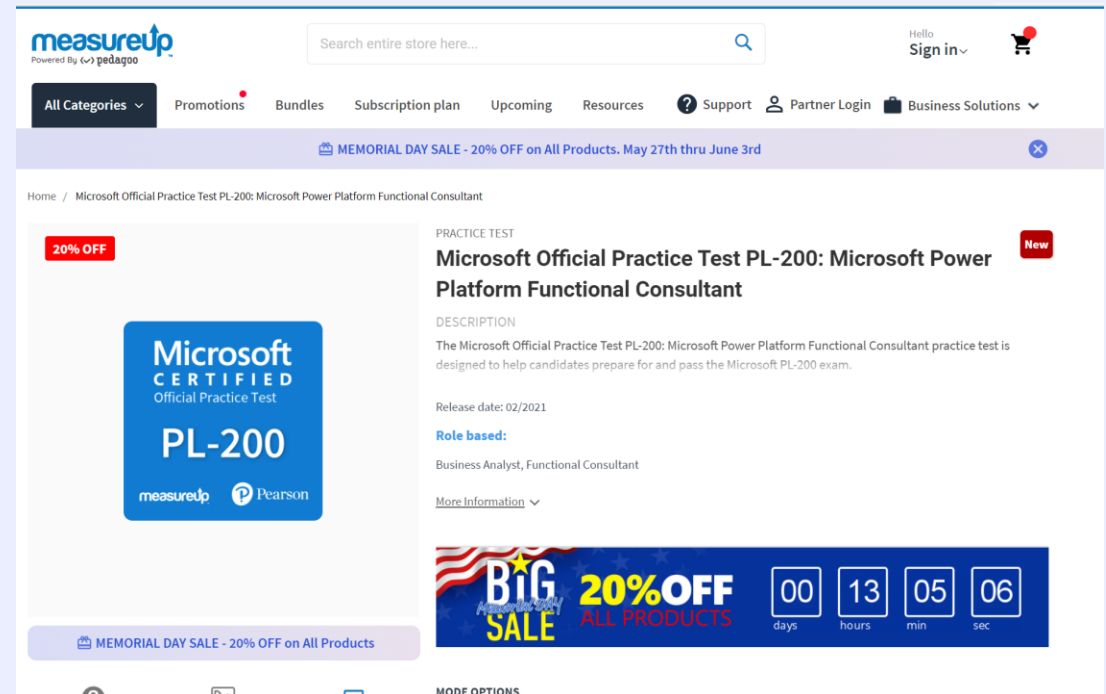 measureup
Powered By pedagoo
Search entire store here...
Hello
Sign in
All Categories
Promotions
Bundles
Subscription plan
Upcoming
Resources
Support
Partner Login
Business Solutions
MEMORIAL DAY SALE - 20% OFF on All Products. May 27th thru June 3rd
Home / Microsoft Official Practice Test PL-200: Microsoft Power Platform Functional Consultant
20% OFF
Microsoft
CERTIFIED
Official Practice Test
PL-200
measureup Pearson
MEMORIAL DAY SALE - 20% OFF on All Products
PRACTICE TEST
New
Microsoft Official Practice Test PL-200: Microsoft Power
Platform Functional Consultant
DESCRIPTION
The Microsoft Official Practice Test PL-200: Microsoft Power Platform Functional Consultant practice test is
designed to help candidates prepare for and pass the Microsoft PL-200 exam.
Release date: 02/2021
Role based:
Business Analyst, Functional Consultant
More Information
BIG
Memorial Day
SALE
20% OFF
ALL PRODUCTS
00 13 05 06
days hours min sec
MODE OPTIONS